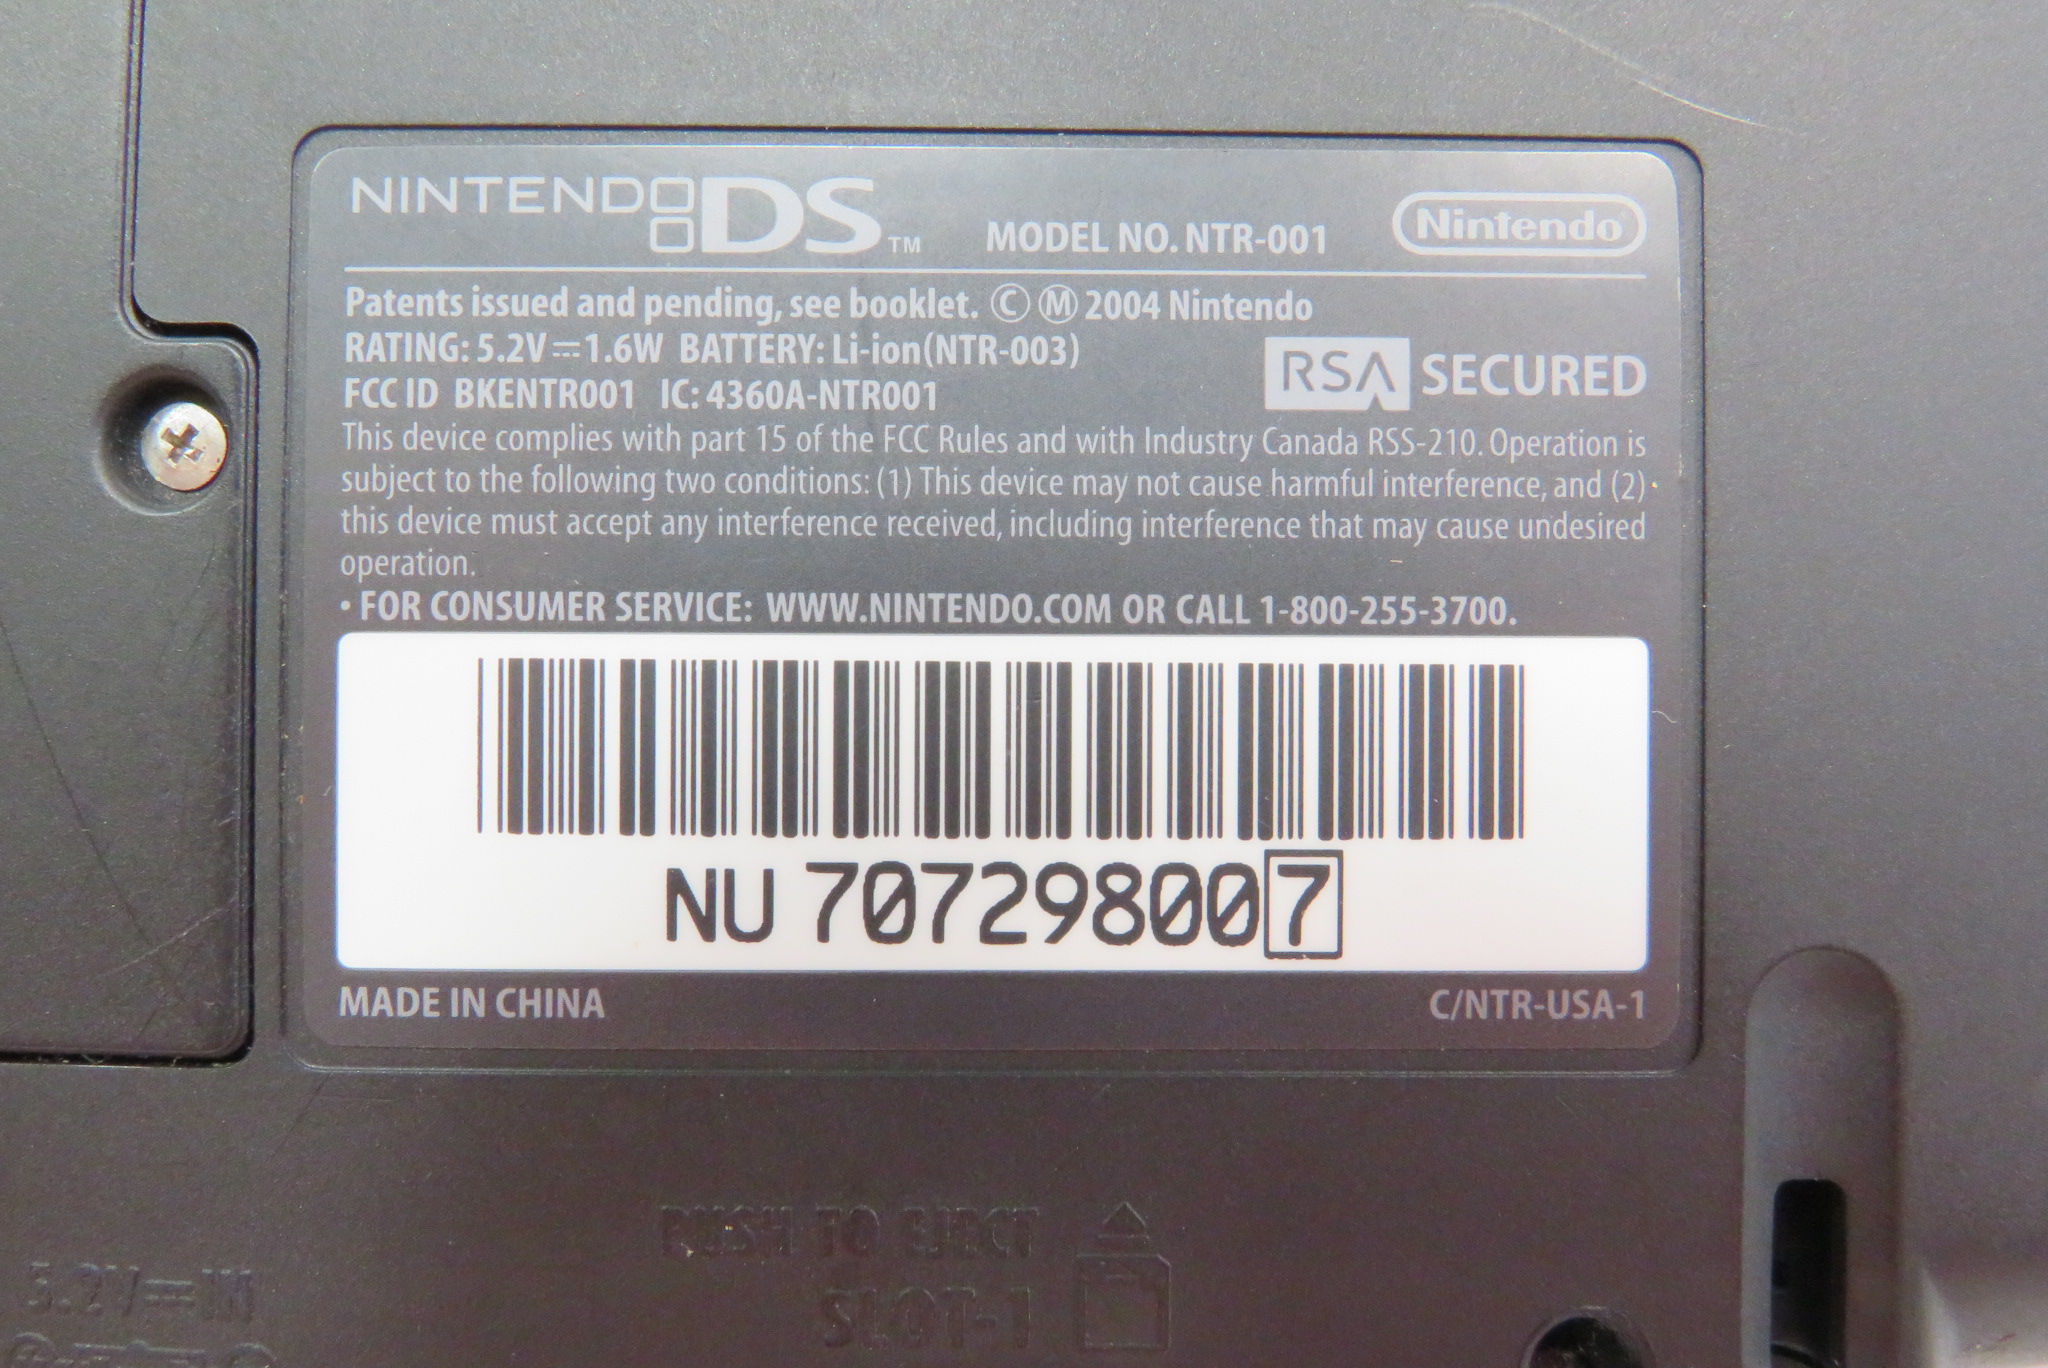 NINTENDO DS™ MODEL NO. NTR-001 Nintendo®
Patents issued and pending, see booklet. Ⓒ Ⓜ 2004 Nintendo
RATING: 5.2V⎓1.6W BATTERY: Li-ion(NTR-003)
RSA SECURED
FCC ID BKENTR001 IC: 4360A-NTR001
This device complies with part 15 of the FCC Rules and with Industry Canada RSS-210. Operation is
subject to the following two conditions: (1) This device may not cause harmful interference, and (2)
this device must accept any interference received, including interference that may cause undesired
operation.
• FOR CONSUMER SERVICE: WWW.NINTENDO.COM OR CALL 1-800-255-3700.
NU 707298007
MADE IN CHINA C/NTR-USA-1
PUSH TO EJECT
SLOT-1
5.2V⎓IN